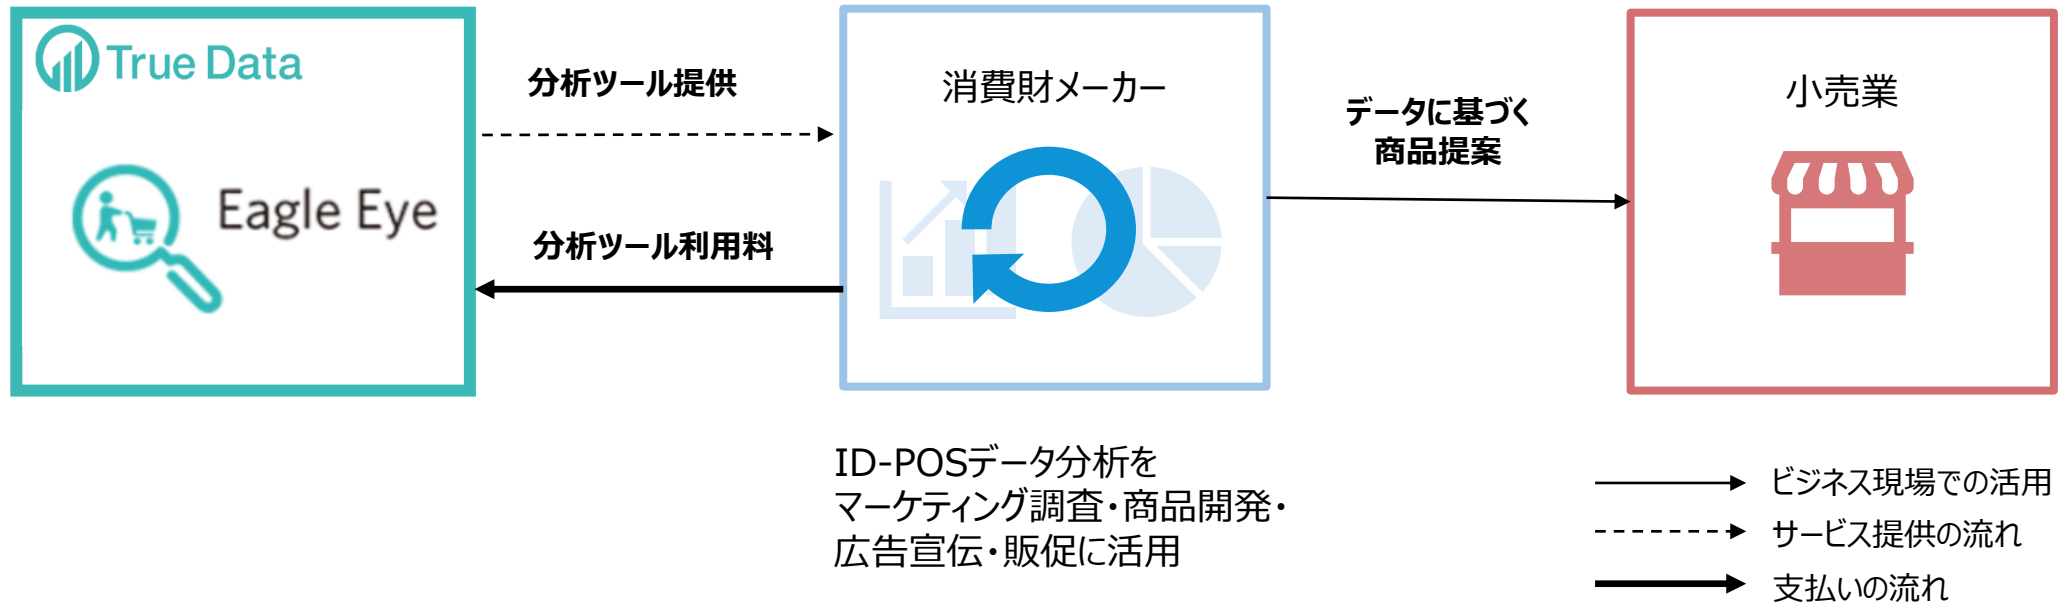 True Data
Eagle Eye
分析ツール提供
分析ツール利用料
消費財メーカー
データに基づく
商品提案
小売業
ID-POSデータ分析を
マーケティング調査・商品開発・
広告宣伝・販促に活用
ビジネス現場での活用
サービス提供の流れ
支払いの流れ